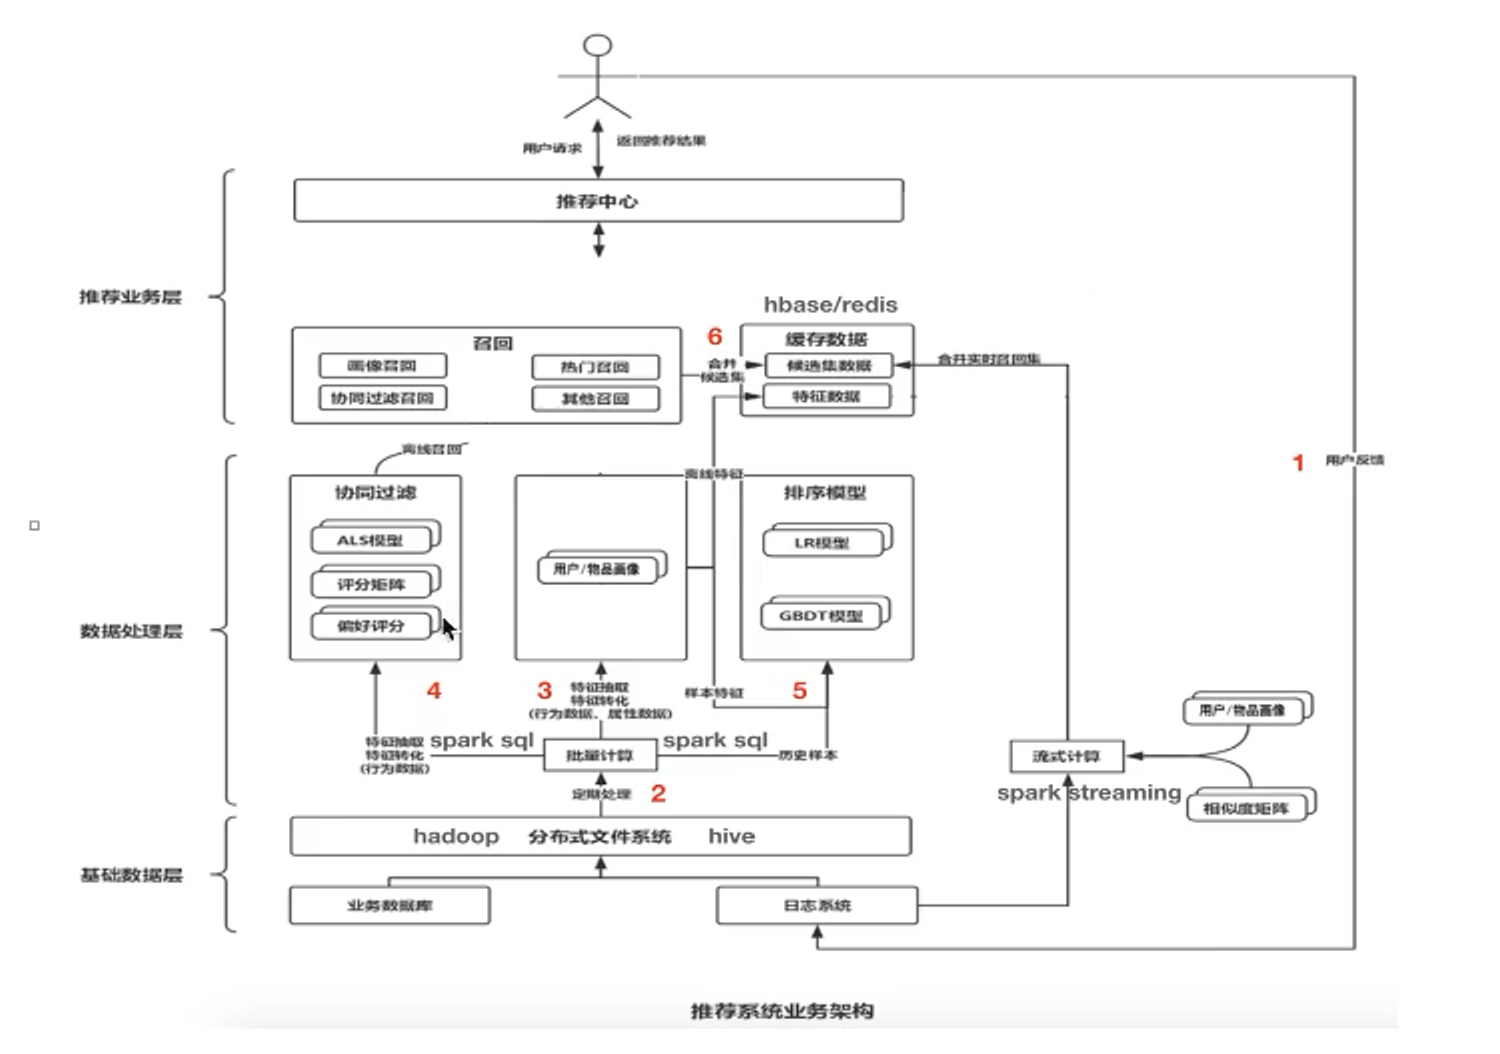 用户请求
返回推荐结果
推荐中心
推荐业务层
hbase/redis
召回
画像召回
热门召回
协同过滤召回
其他召回
6
合并
候选集
缓存数据
候选集数据
特征数据
合并实时召回集
1
用户反馈
离线召回
离线特征
数据处理层
协同过滤
ALS模型
评分矩阵
偏好评分
用户/物品画像
排序模型
LR模型
GBDT模型
4
3
特征抽取
特征转化
(行为数据、属性数据)
样本特征
5
特征抽取
特征转化
(行为数据)
spark sql
批量计算
spark sql
历史样本
定期处理
2
流式计算
spark streaming
用户/物品画像
相似度矩阵
基础数据层
hadoop 分布式文件系统 hive
业务数据库
日志系统
推荐系统业务架构